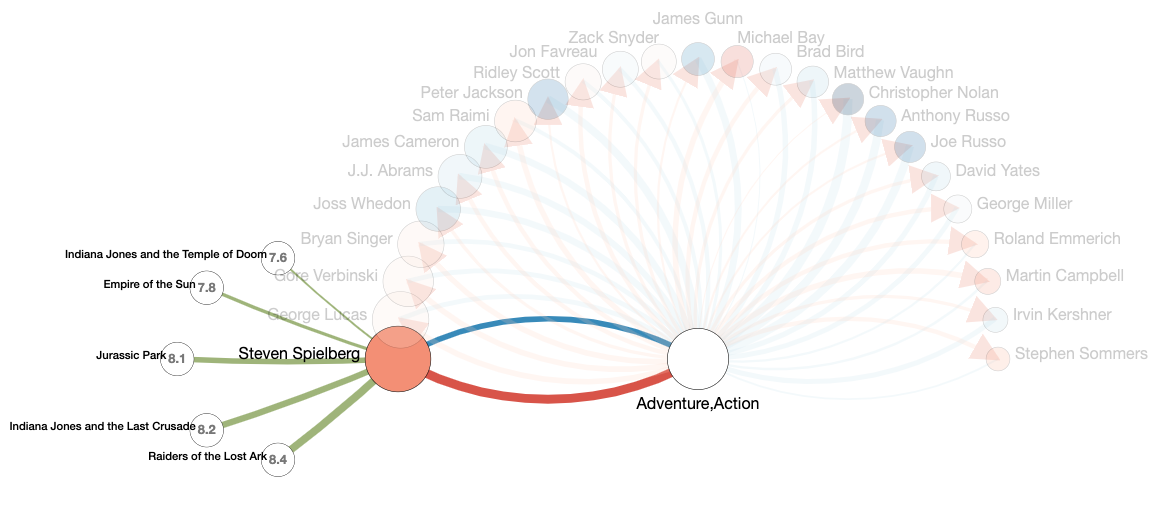 James Gunn
Zack Snyder
Michael Bay
Jon Favreau
Brad Bird
Ridley Scott
Matthew Vaughn
Peter Jackson
Christopher Nolan
Sam Raimi
Anthony Russo
James Cameron
Joe Russo
J.J. Abrams
David Yates
Joss Whedon
George Miller
Bryan Singer
Roland Emmerich
Indiana Jones and the Temple of Doom 7.6
Gore Verbinski
Martin Campbell
Empire of the Sun 7.8
George Lucas
Irvin Kershner
Jurassic Park 8.1
Steven Spielberg
Stephen Sommers
Adventure,Action
Indiana Jones and the Last Crusade 8.2
Raiders of the Lost Ark 8.4